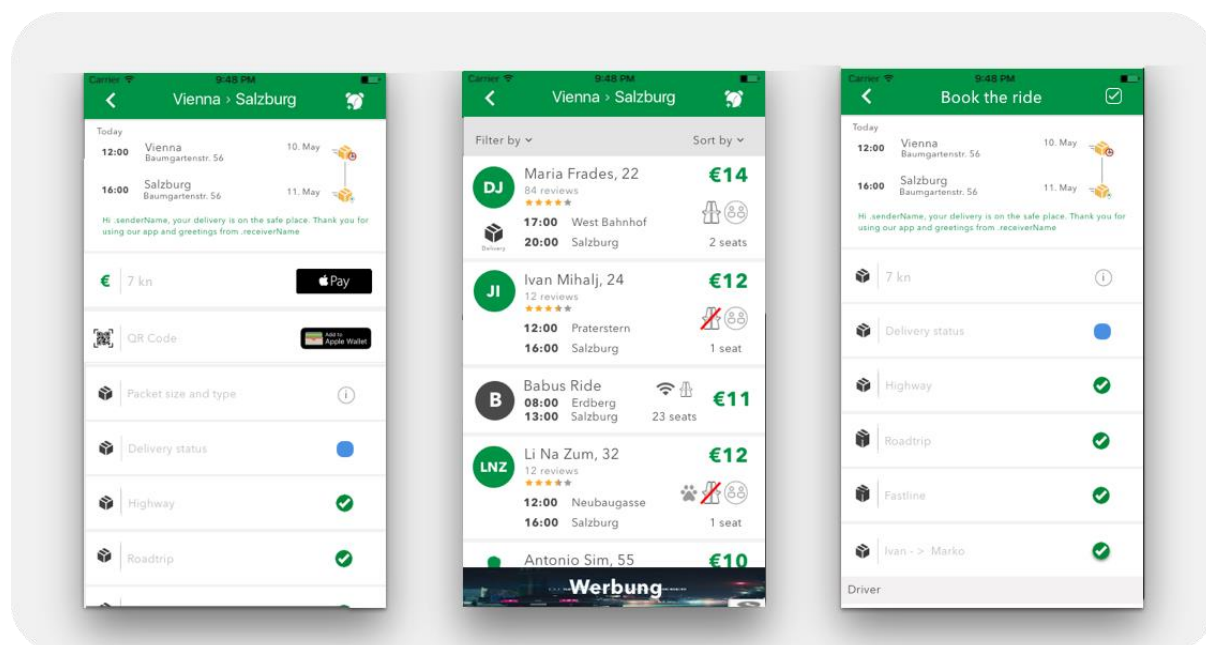 Carrier 9:48 PM
Vienna › Salzburg
Today
12:00 Vienna 10. May
Baumgartenstr. 56
16:00 Salzburg 11. May
Baumgartenstr. 56
Hi .senderName, your delivery is on the safe place. Thank you for
using our app and greetings from .receiverName
€ 7 kn Pay
QR Code Add to
Apple Wallet
Packet size and type i
Delivery status
Highway
Roadtrip
Carrier 9:48 PM
Vienna › Salzburg
Filter by Sort by
DJ Maria Frades, 22 €14
84 reviews
17:00 West Bahnhof
Delivery 20:00 Salzburg 2 seats
JI Ivan Mihalj, 24 €12
12 reviews
12:00 Praterstern
16:00 Salzburg 1 seat
B Babus Ride €11
08:00 Erdberg
13:00 Salzburg 23 seats
LNZ Li Na Zum, 32 €12
12 reviews
12:00 Neubaugasse
16:00 Salzburg 1 seat
Antonio Sim, 55 €10
Werbung
Carrier 9:48 PM
Book the ride
Today
12:00 Vienna 10. May
Baumgartenstr. 56
16:00 Salzburg 11. May
Baumgartenstr. 56
Hi .senderName, your delivery is on the safe place. Thank you for
using our app and greetings from .receiverName
7 kn i
Delivery status
Highway
Roadtrip
Fastline
Ivan - > Marko
Driver